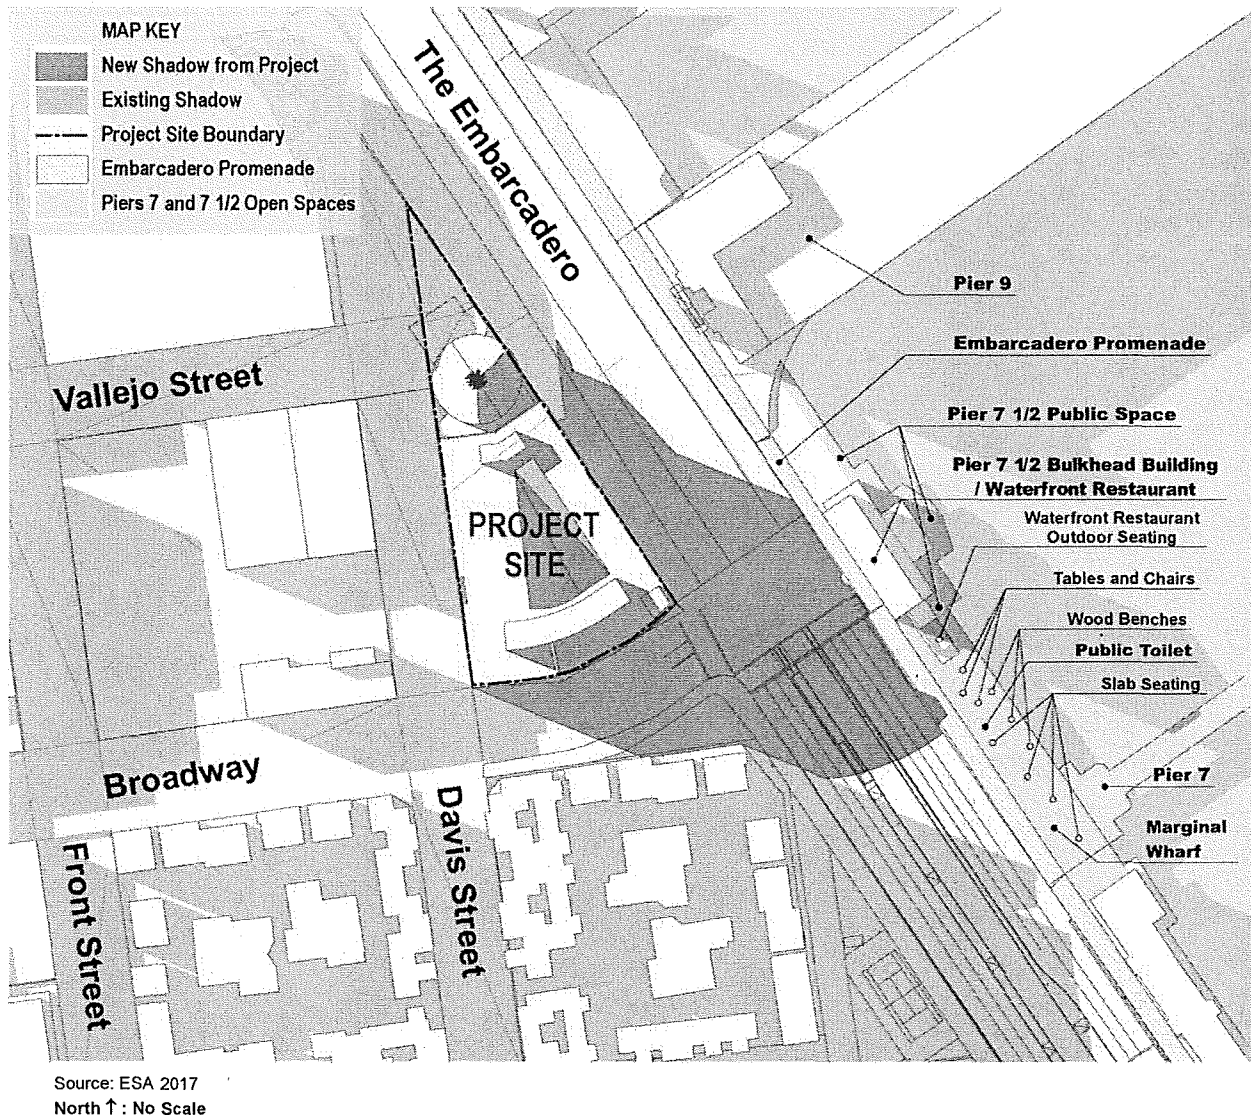 MAP KEY
New Shadow from Project
Existing Shadow
Project Site Boundary
Embarcadero Promenade
Piers 7 and 7 1/2 Open Spaces
The Embarcadero
Pier 9
Embarcadero Promenade
Vallejo Street
Pier 7 1/2 Public Space
Pier 7 1/2 Bulkhead Building
/ Waterfront Restaurant
PROJECT
SITE
Waterfront Restaurant
Outdoor Seating
Tables and Chairs
Wood Benches
Public Toilet
Slab Seating
Broadway
Pier 7
Davis Street
Marginal
Wharf
Front Street
Source: ESA 2017
North ↑ : No Scale